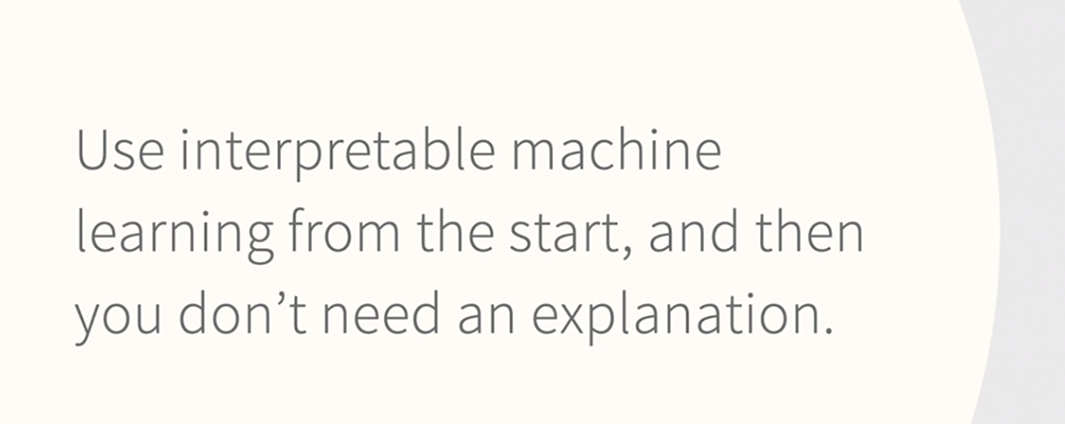 Use interpretable machine
learning from the start, and then
you don’t need an explanation.